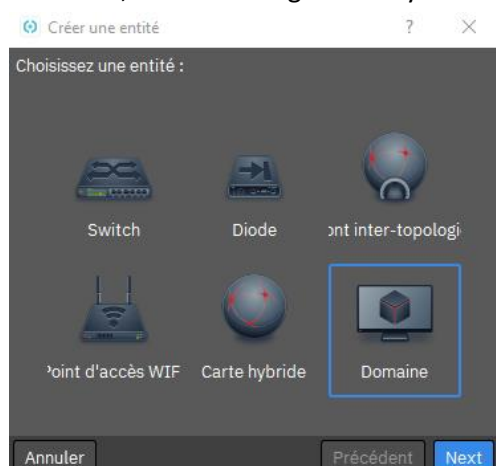 Créer une entité ?
Choisissez une entité :
Switch Diode ont inter-topologi
Point d'accès WIF Carte hybride Domaine
Annuler Précédent Next